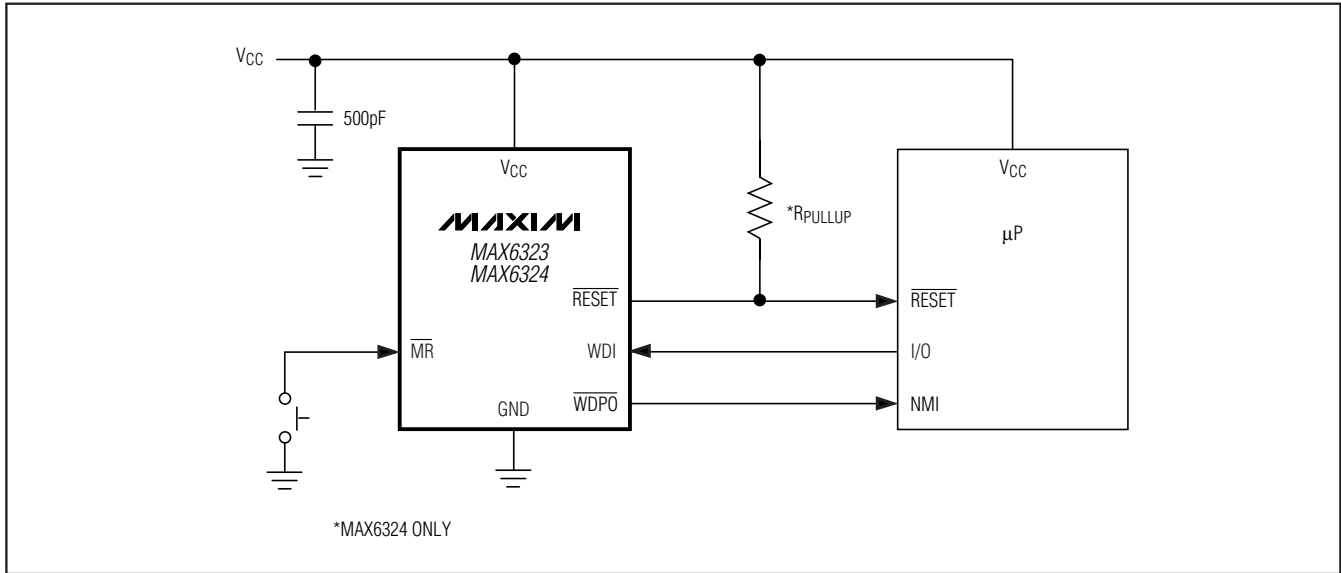 VCC
500pF
VCC
MAXIM
MAX6323
MAX6324
RESET
WDI
WDPO
MR
GND
*RPULLUP
VCC
μP
RESET
I/O
NMI
*MAX6324 ONLY